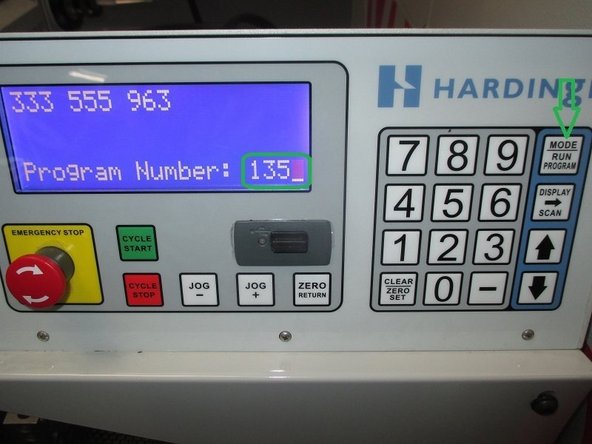 333 555 963
Program Number: 135_
HARDINGE
MODE
RUN
PROGRAM
7
8
9
DISPLAY
SCAN
4
5
6
1
2
3
CLEAR
ZERO
SET
0
−
EMERGENCY STOP
CYCLE
START
CYCLE
STOP
JOG
−
JOG
+
ZERO
RETURN